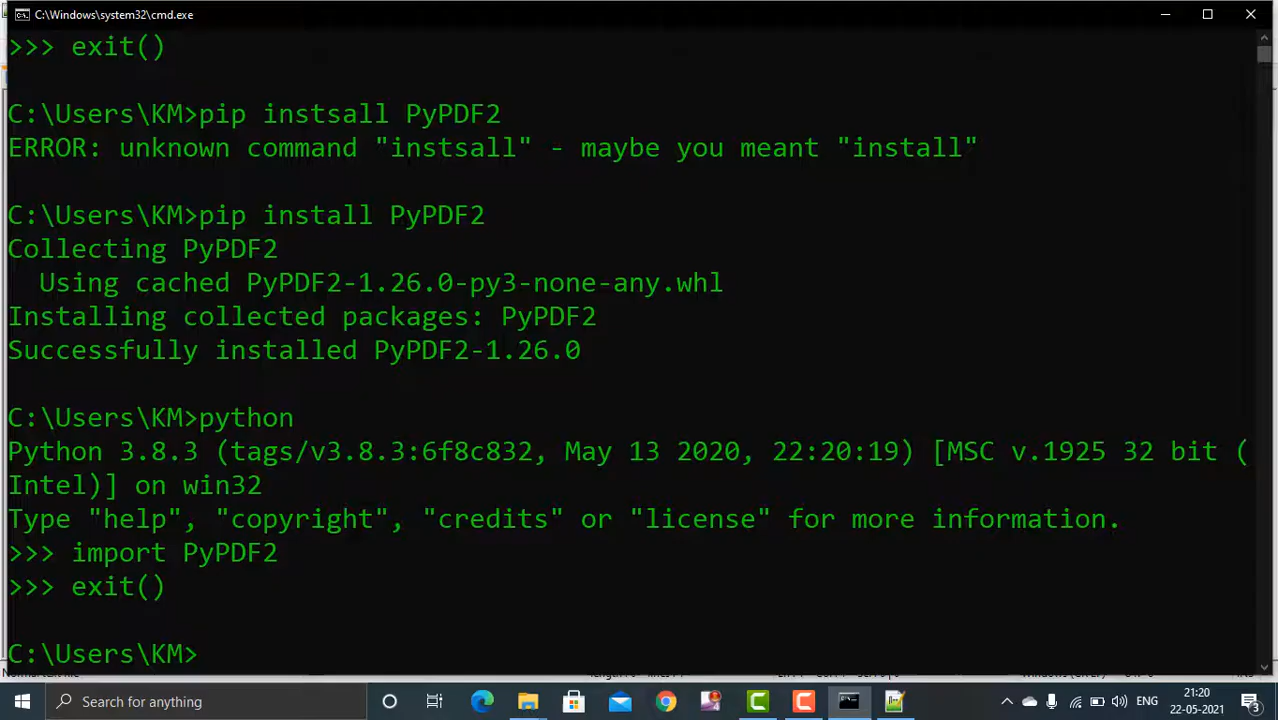 C:\Windows\system32\cmd.exe
>>> exit()
C:\Users\KM>pip instsall PyPDF2
ERROR: unknown command "instsall" - maybe you meant "install"
C:\Users\KM>pip install PyPDF2
Collecting PyPDF2
Using cached PyPDF2-1.26.0-py3-none-any.whl
Installing collected packages: PyPDF2
Successfully installed PyPDF2-1.26.0
C:\Users\KM>python
Python 3.8.3 (tags/v3.8.3:6f8c832, May 13 2020, 22:20:19) [MSC v.1925 32 bit (
Intel)] on win32
Type "help", "copyright", "credits" or "license" for more information.
>>> import PyPDF2
>>> exit()
C:\Users\KM>
Search for anything
ENG
21:20
22-05-2021
3